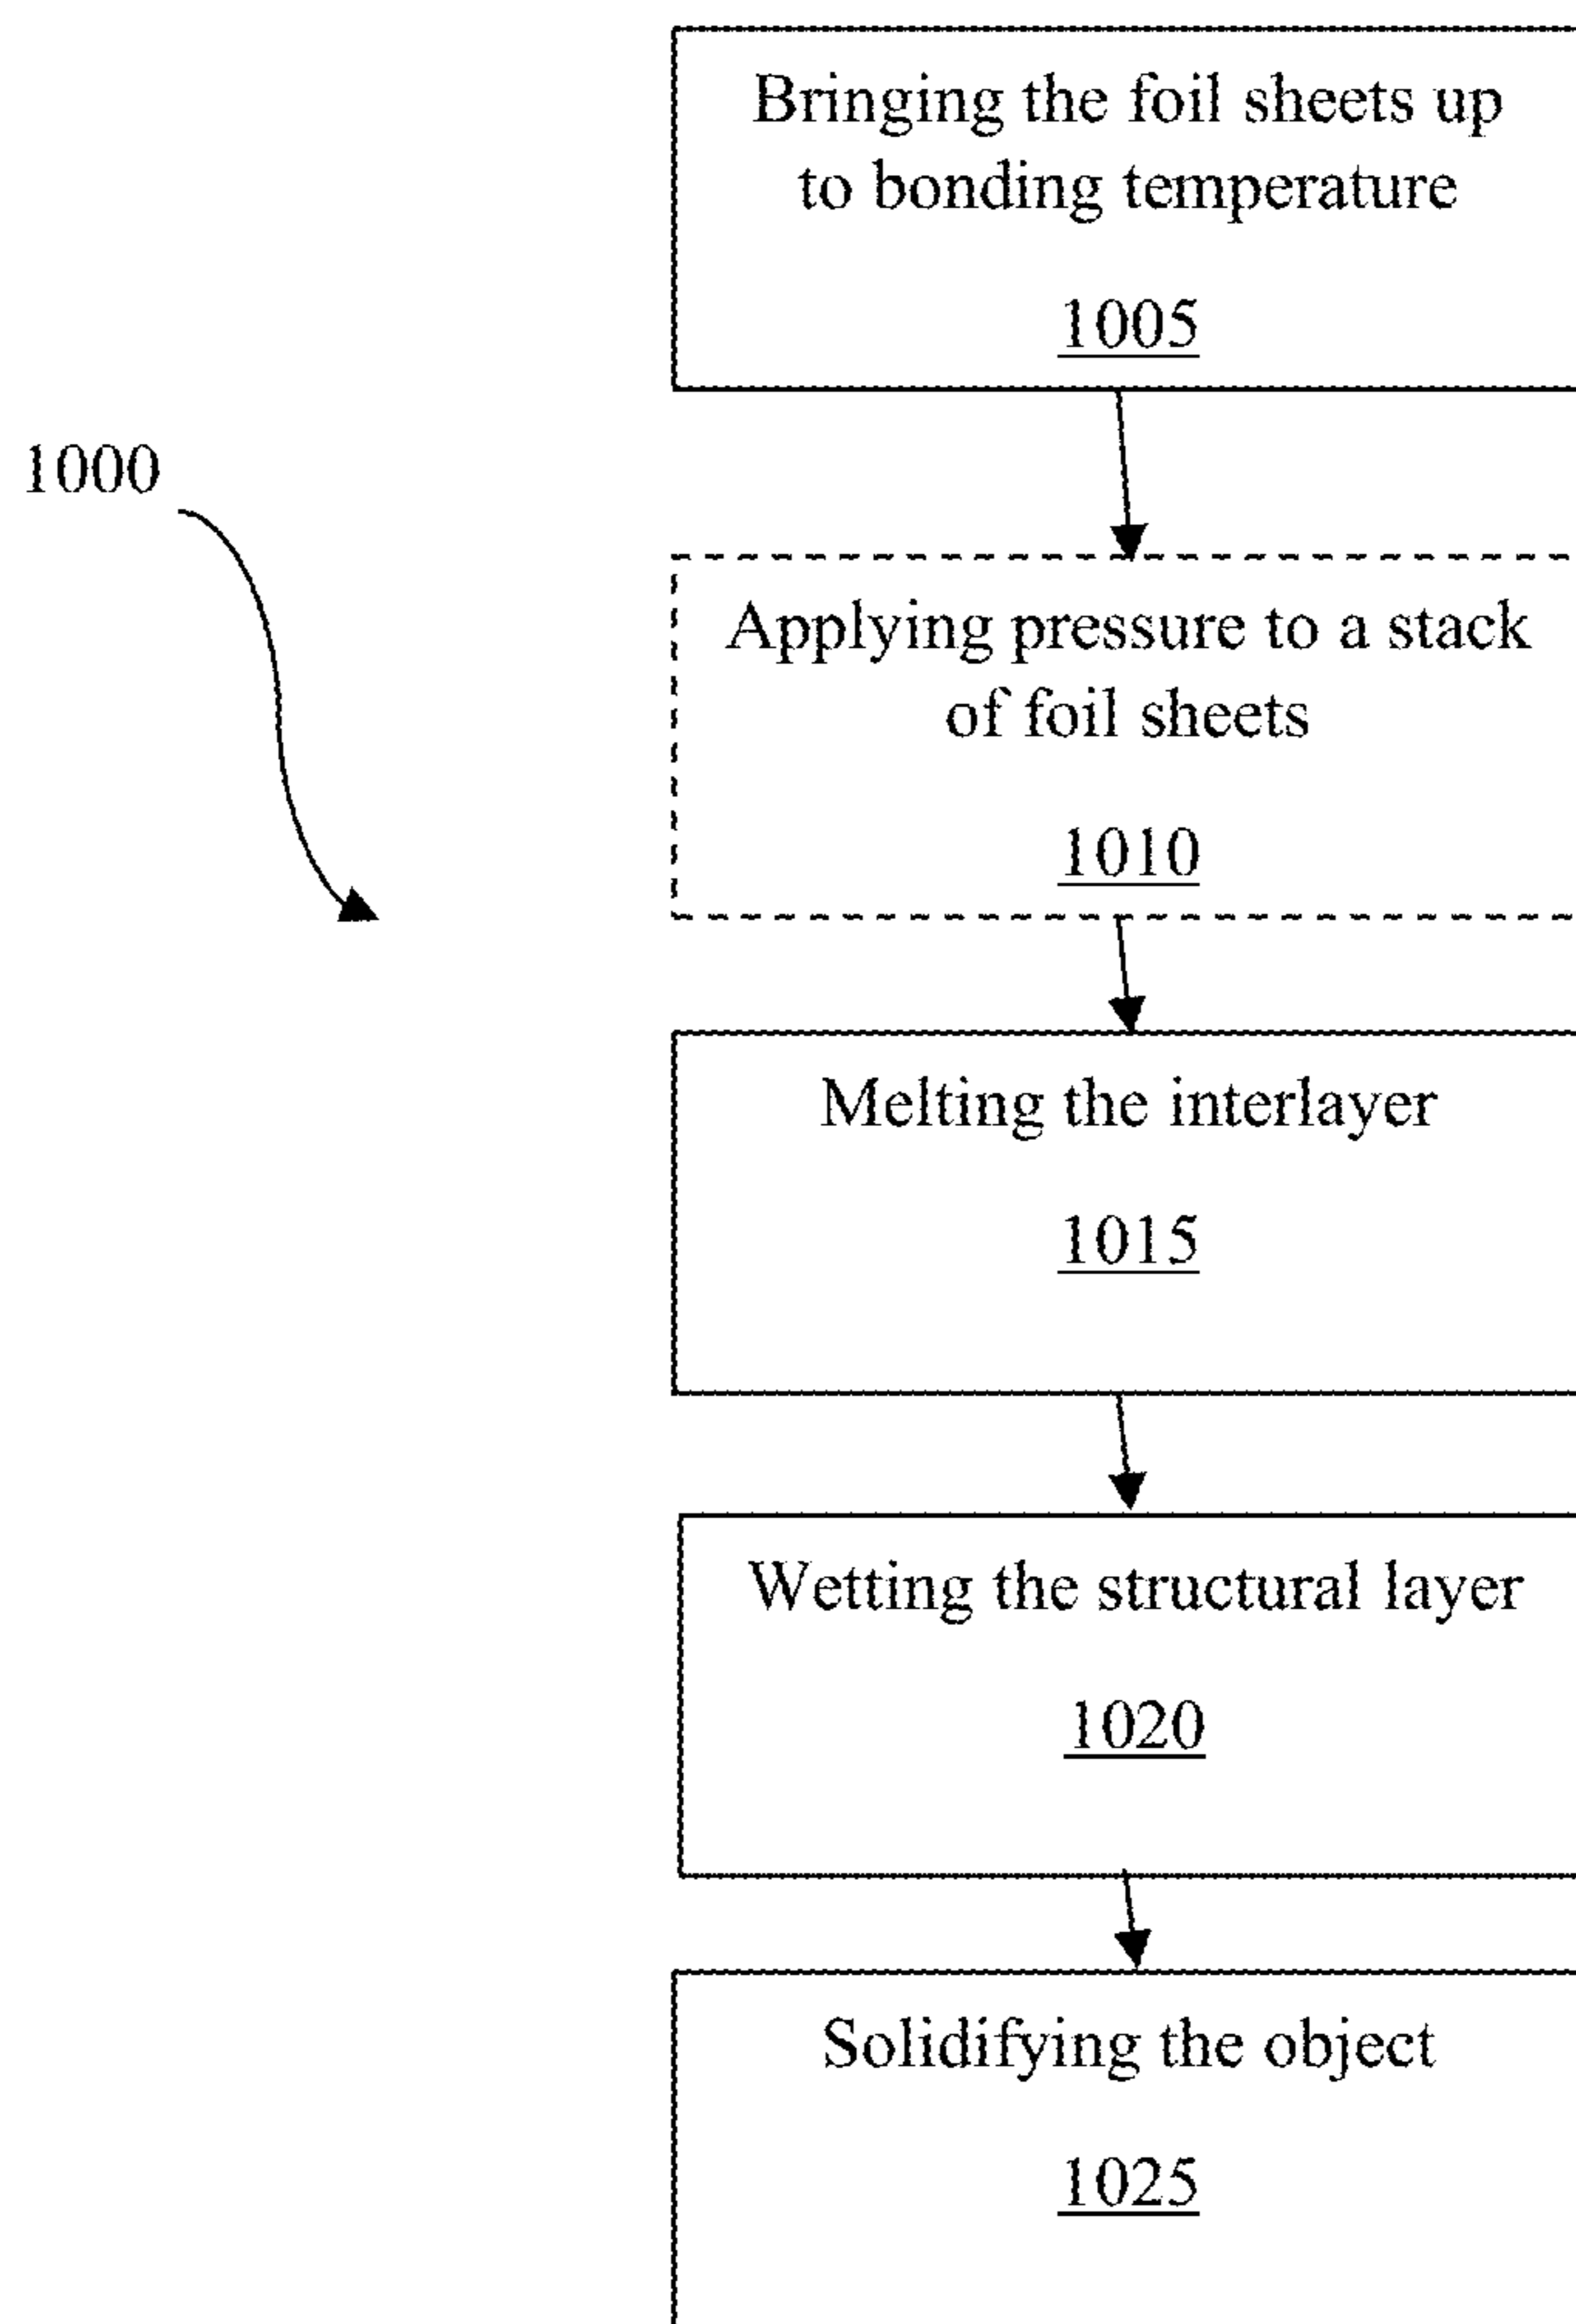 Bringing the foil sheets up
to bonding temperature
1005
1000
Applying pressure to a stack
of foil sheets
1010
Melting the interlayer
1015
Wetting the structural layer
1020
Solidifying the object
1025